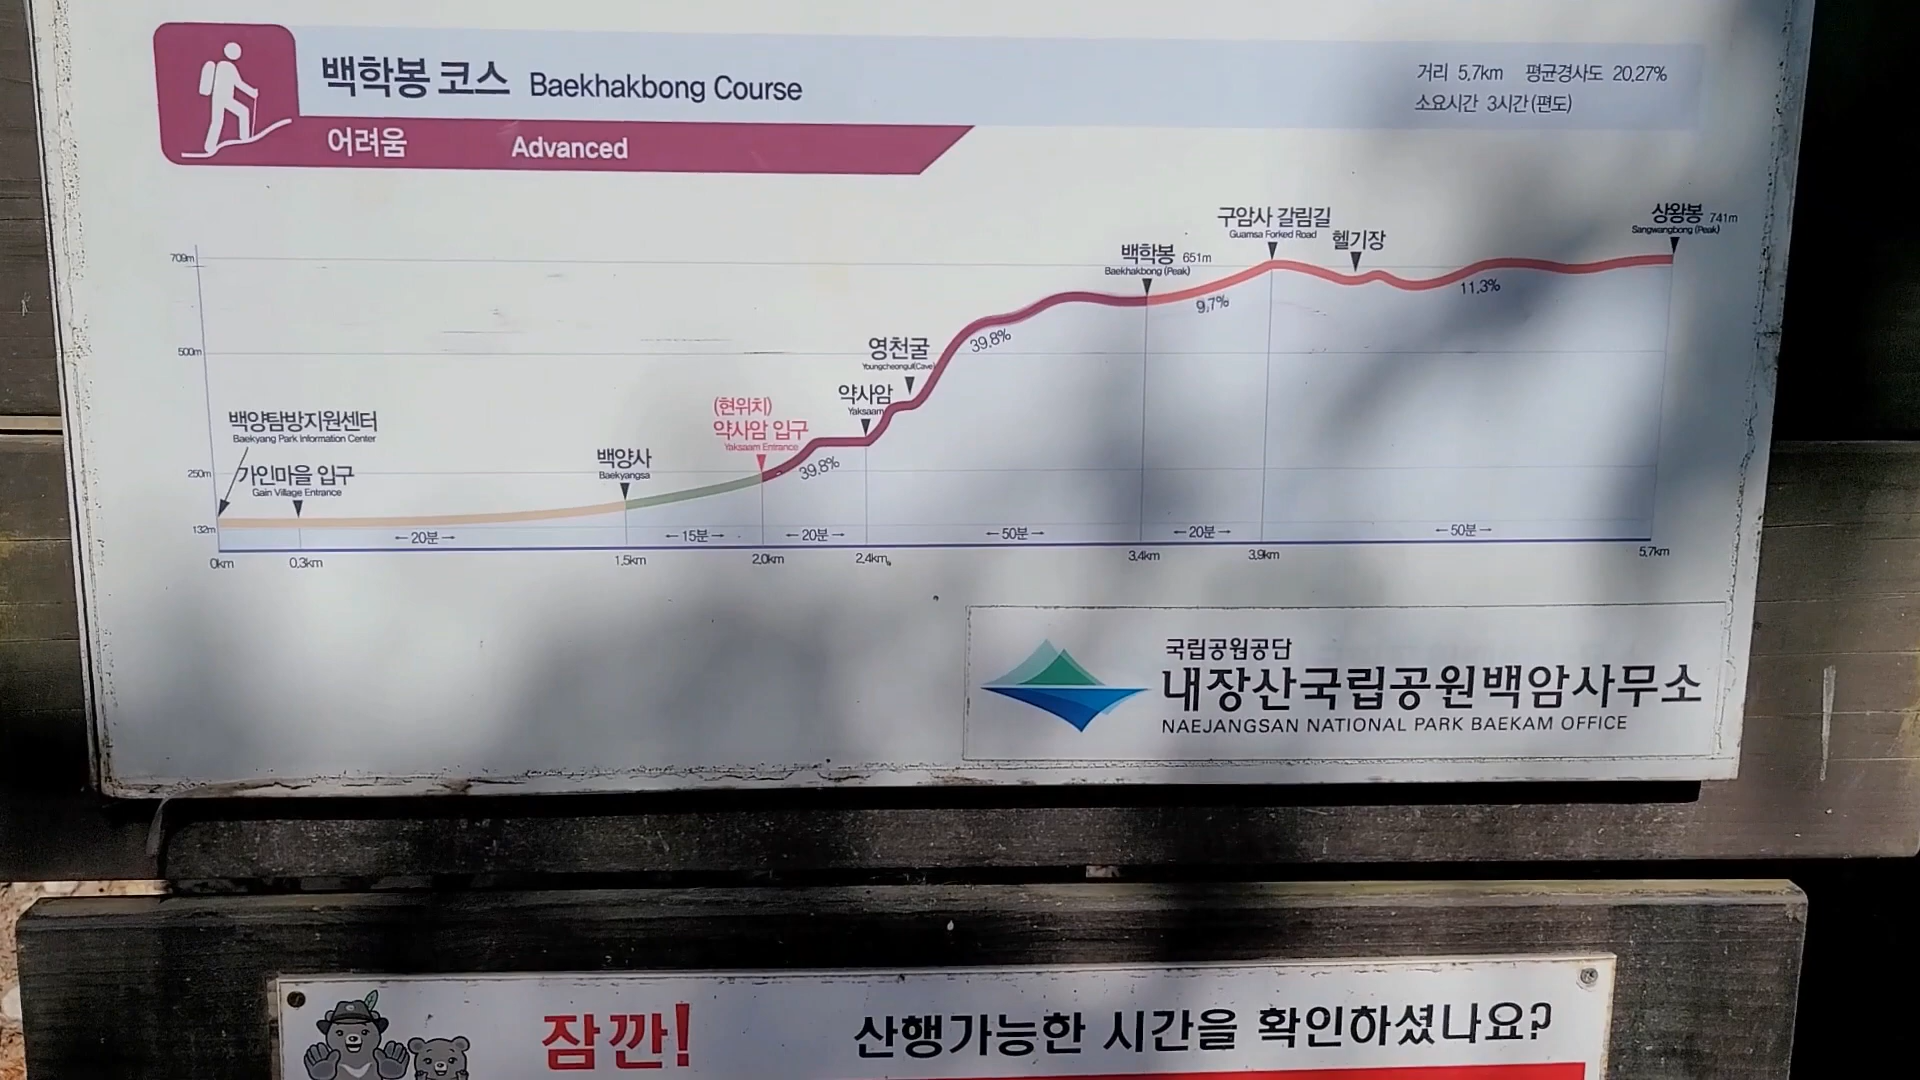 백학봉 코스 Baekhakbong Course
거리 5.7km 평균경사도 20.27%
소요시간 3시간(편도)
어려움 Advanced
상왕봉 741m
Sangwangbong (Peak)
구암사 갈림길
Guamsa Forked Road
헬기장
백학봉 651m
Baekhakbong (Peak)
709m
9.7%
11.3%
39.8%
영천굴
Youngcheongul(Cave)
500m
약사암
Yaksaam
(현위치)
약사암 입구
Yaksaam Entrance
백양탐방지원센터
Baekyang Park Information Center
백양사
Baekyangsa
39.8%
250m
가인마을 입구
Gain Village Entrance
132m
←20분→ ←15분→ ←20분→ ←50분→ ←20분→ ←50분→
0km 0.3km 1.5km 2.0km 2.4km 3.4km 3.9km 5.7km
국립공원공단
내장산국립공원백암사무소
NAEJANGSAN NATIONAL PARK BAEKAM OFFICE
잠깐! 산행가능한 시간을 확인하셨나요?